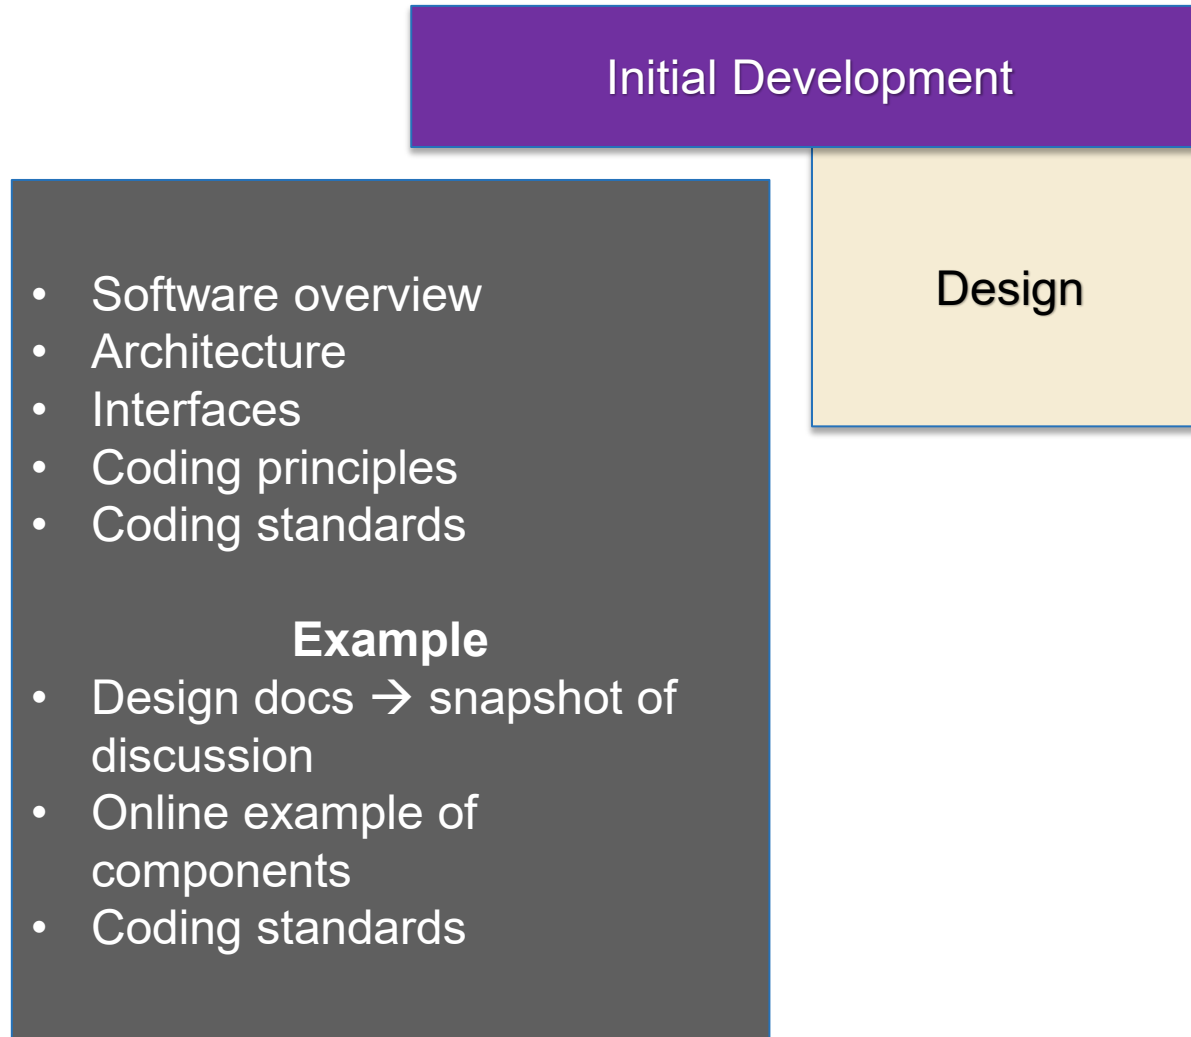 Initial Development
Design
• Software overview
• Architecture
• Interfaces
• Coding principles
• Coding standards
Example
• Design docs → snapshot of
discussion
• Online example of
components
• Coding standards